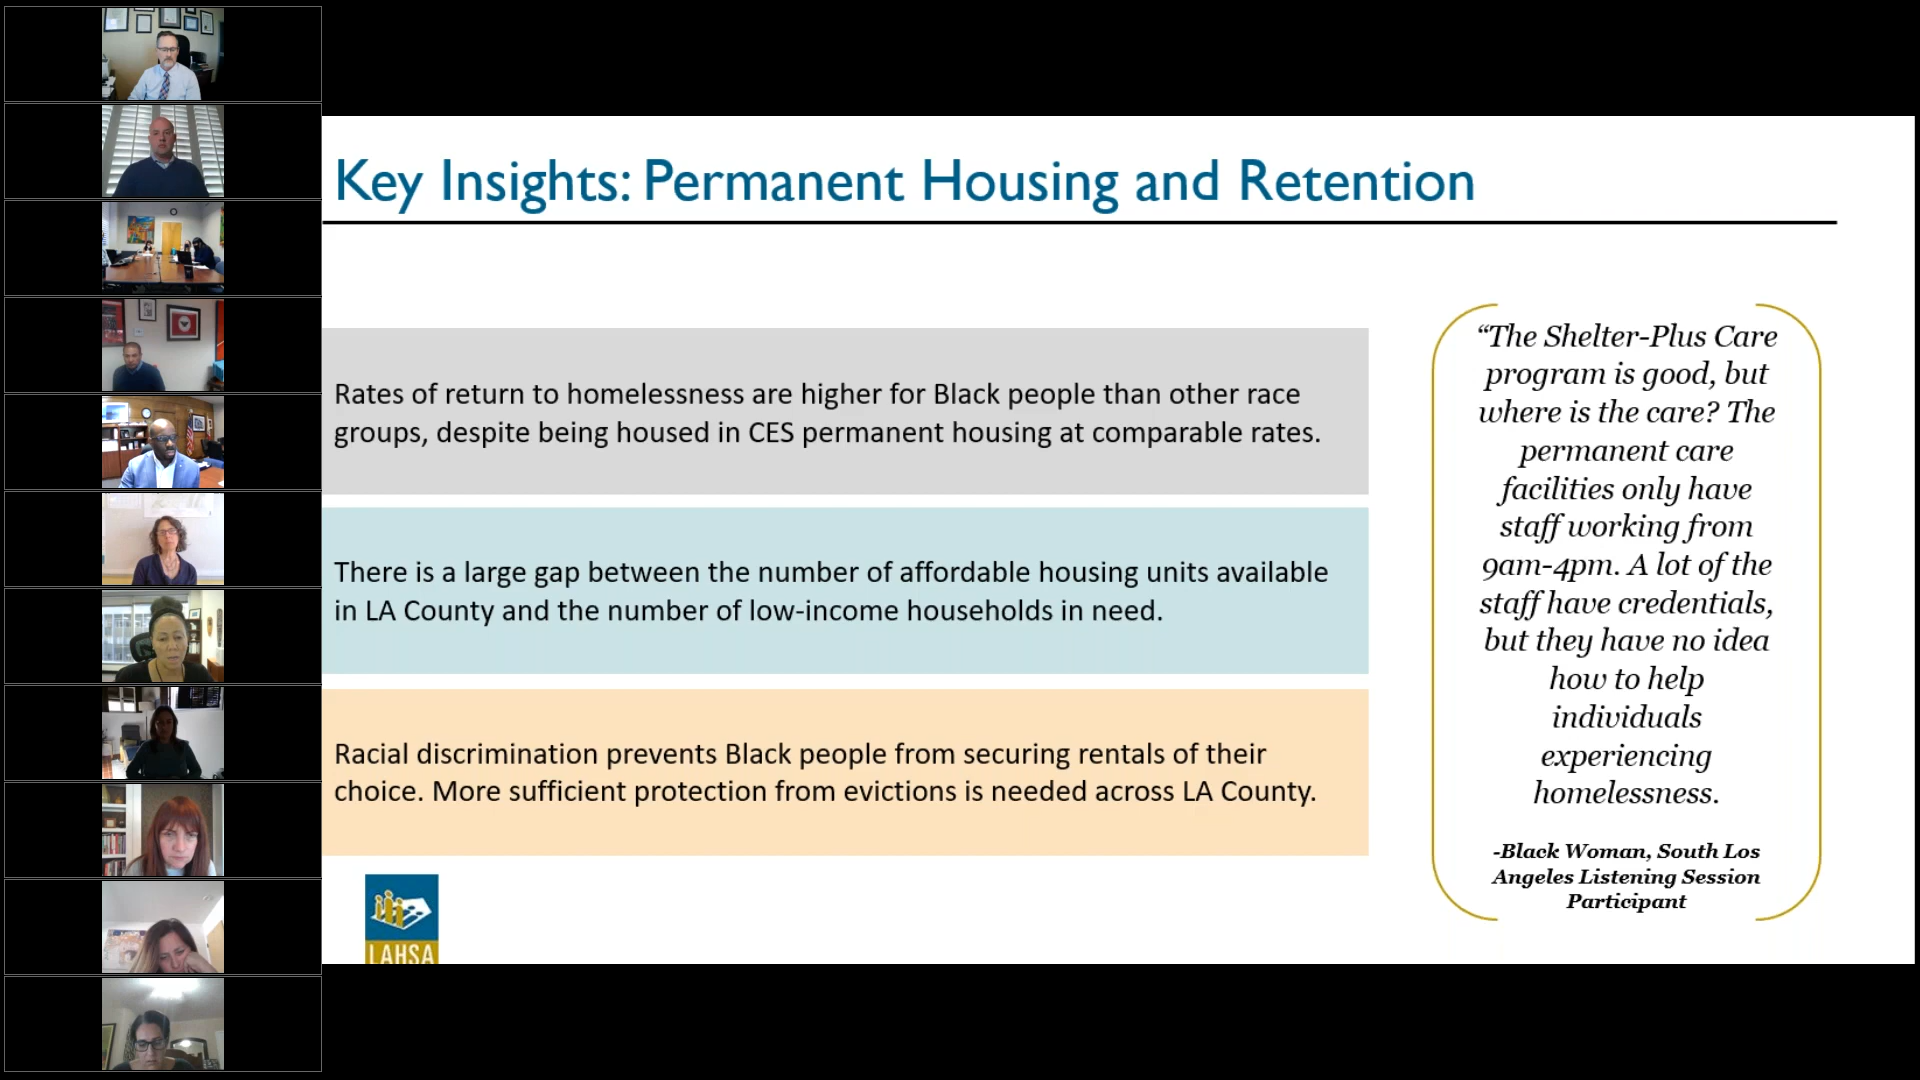 Key Insights: Permanent Housing and Retention
Rates of return to homelessness are higher for Black people than other race
groups, despite being housed in CES permanent housing at comparable rates.
There is a large gap between the number of affordable housing units available
in LA County and the number of low-income households in need.
Racial discrimination prevents Black people from securing rentals of their
choice. More sufficient protection from evictions is needed across LA County.
LAHSA
“The Shelter-Plus Care
program is good, but
where is the care? The
permanent care
facilities only have
staff working from
9am-4pm. A lot of the
staff have credentials,
but they have no idea
how to help
individuals
experiencing
homelessness.
-Black Woman, South Los
Angeles Listening Session
Participant